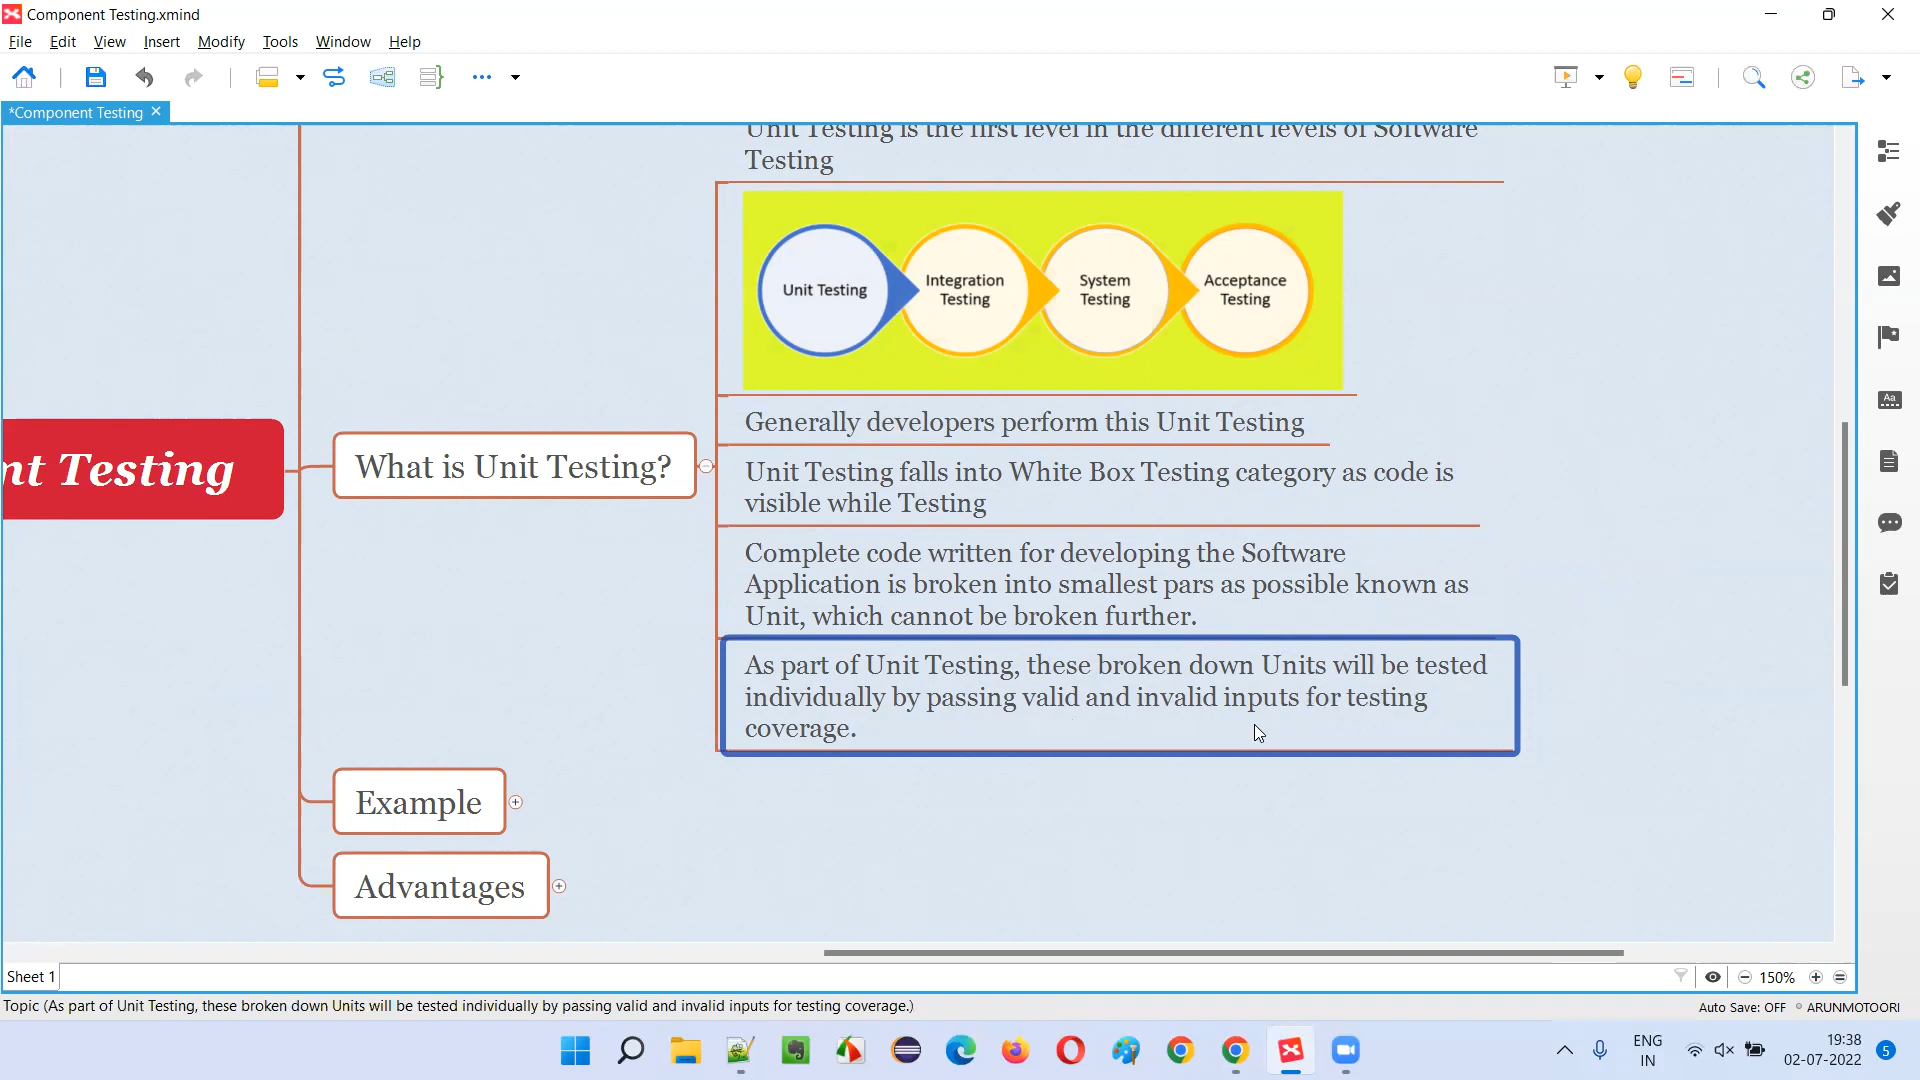 Component Testing.xmind
File Edit View Insert Modify Tools Window Help
*Component Testing
Unit Testing is the first level in the different levels of Software
Testing
Unit Testing
Integration
Testing
System
Testing
Acceptance
Testing
Generally developers perform this Unit Testing
nt Testing
What is Unit Testing?
Unit Testing falls into White Box Testing category as code is
visible while Testing
Complete code written for developing the Software
Application is broken into smallest pars as possible known as
Unit, which cannot be broken further.
As part of Unit Testing, these broken down Units will be tested
individually by passing valid and invalid inputs for testing
coverage.
Example
Advantages
Sheet 1
150%
Topic (As part of Unit Testing, these broken down Units will be tested individually by passing valid and invalid inputs for testing coverage.)
Auto Save: OFF ARUNMOTOORI
ENG
IN
19:38
02-07-2022
5
Aa